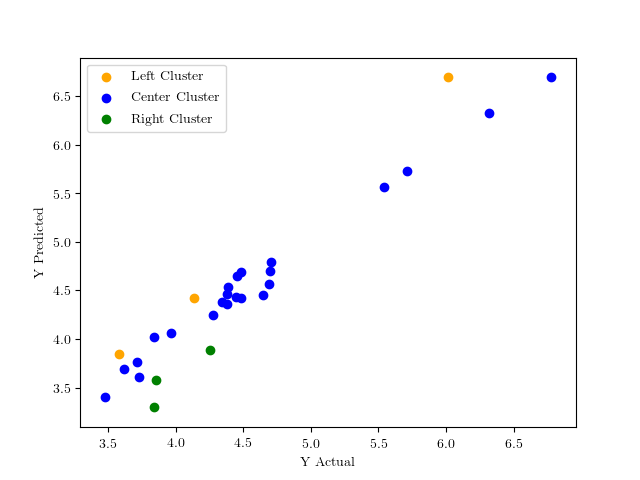 Left Cluster
Center Cluster
Right Cluster
6.5
6.0
5.5
5.0
4.5
4.0
3.5
Y Predicted
3.5 4.0 4.5 5.0 5.5 6.0 6.5
Y Actual